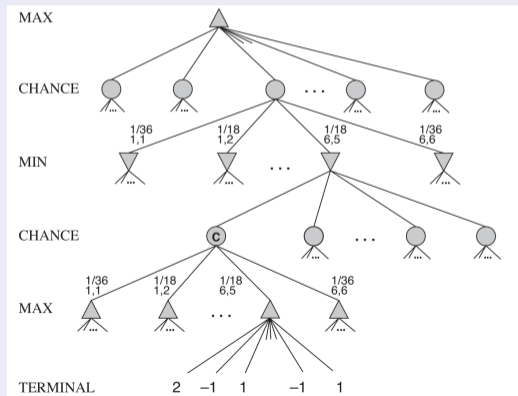 MAX
CHANCE ...
1/36 1/18 1/18 1/36
1,1 1,2 6,5 6,6
MIN ...
CHANCE C ...
1/36 1/18 1/18 1/36
1,1 1,2 6,5 6,6
MAX ...
TERMINAL 2 –1 1 –1 1